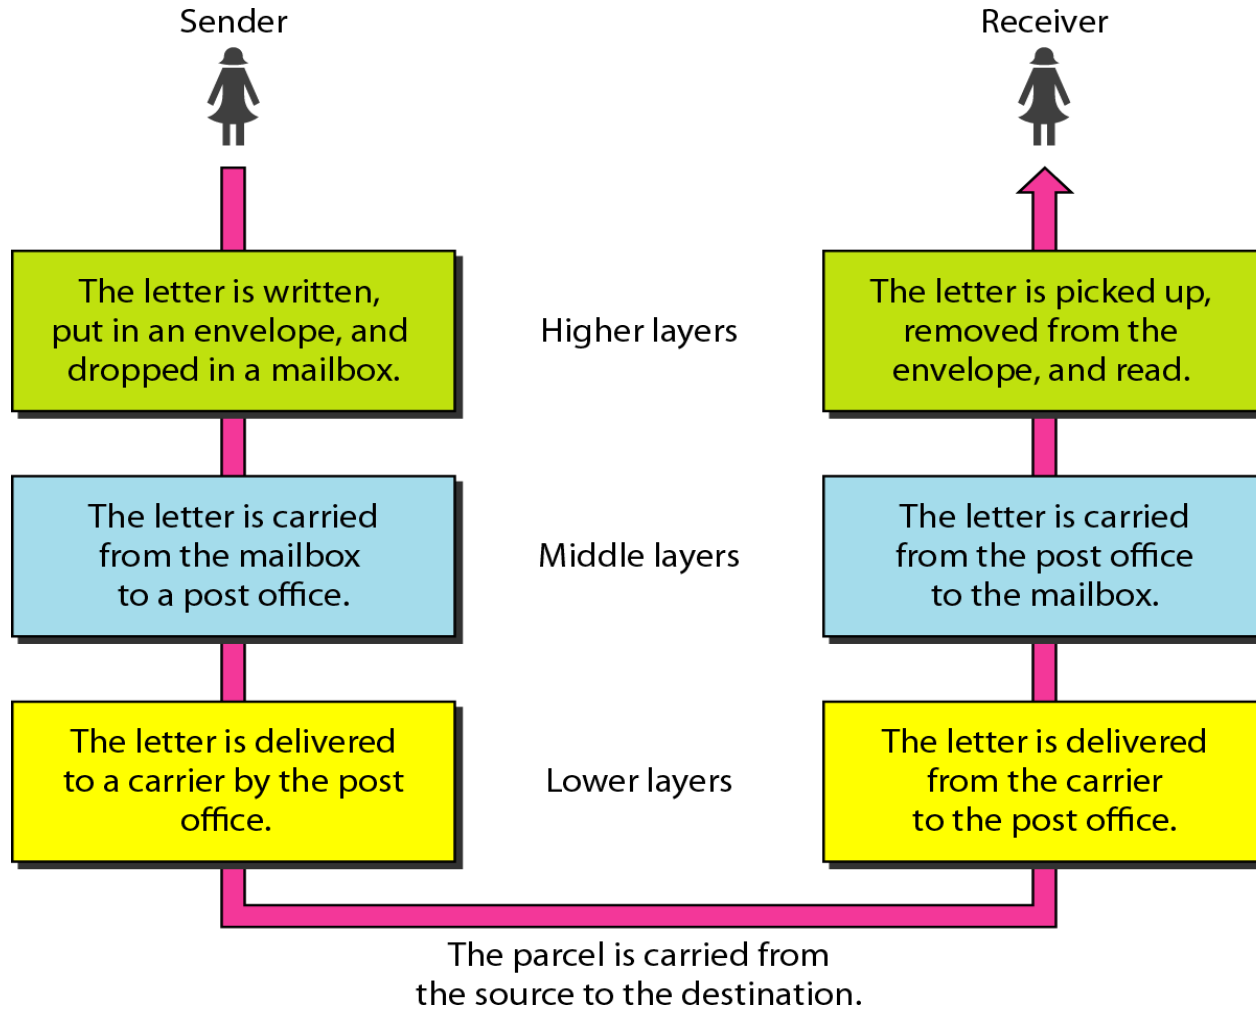 Sender
Receiver
The letter is written,
put in an envelope, and
dropped in a mailbox.
Higher layers
The letter is picked up,
removed from the
envelope, and read.
The letter is carried
from the mailbox
to a post office.
Middle layers
The letter is carried
from the post office
to the mailbox.
The letter is delivered
to a carrier by the post
office.
Lower layers
The letter is delivered
from the carrier
to the post office.
The parcel is carried from
the source to the destination.